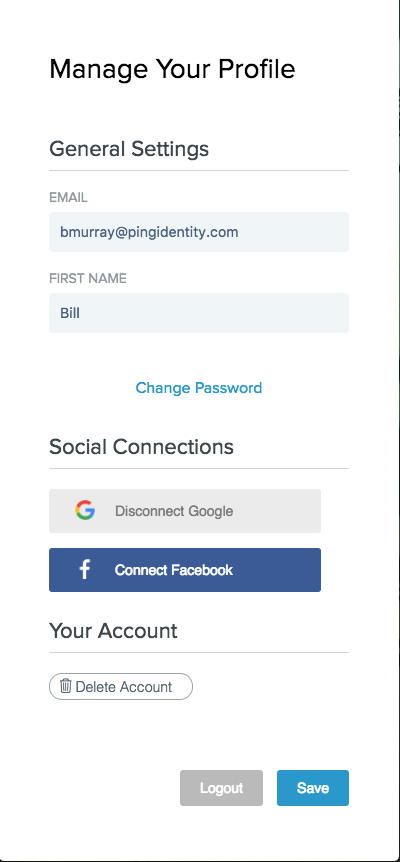 Manage Your Profile
General Settings
EMAIL
bmurray@pingidentity.com
FIRST NAME
Bill
Change Password
Social Connections
Disconnect Google
Connect Facebook
Your Account
Delete Account
Logout Save